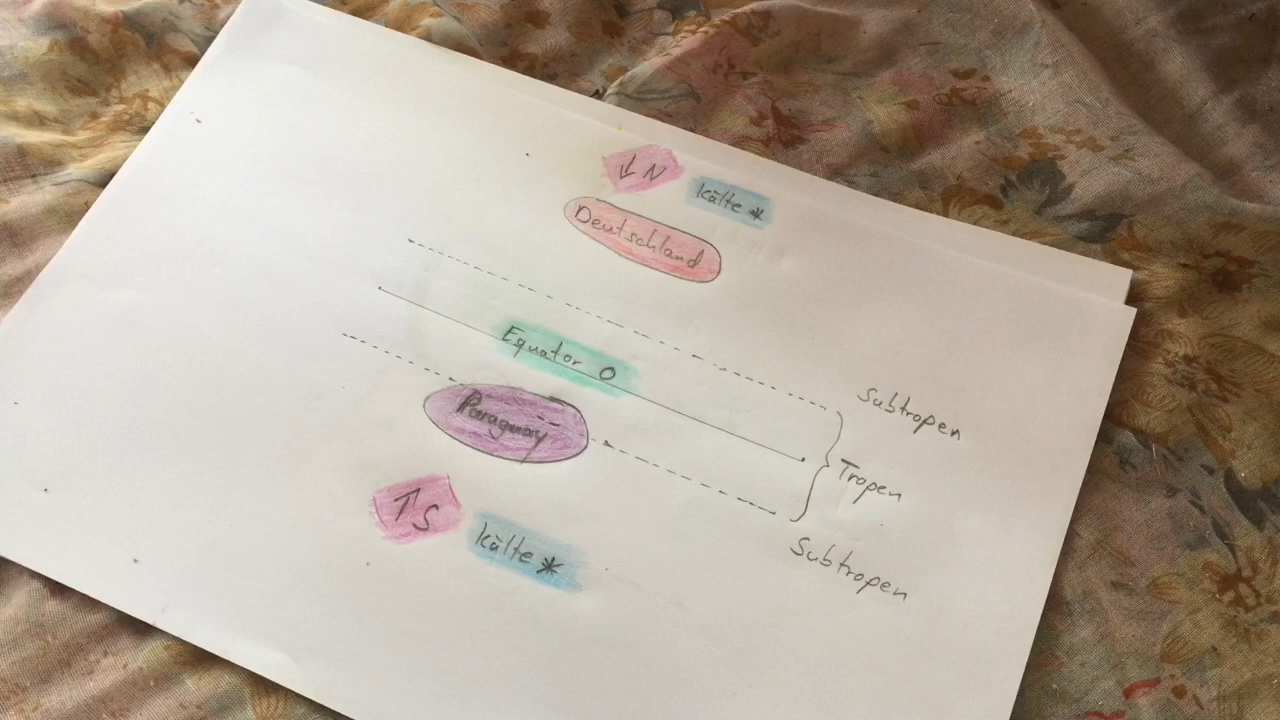 ↓ N
kälte *
Deutschland
Equator 0
Paraguay
Subtropen
Tropen
Subtropen
↑ S
kälte *